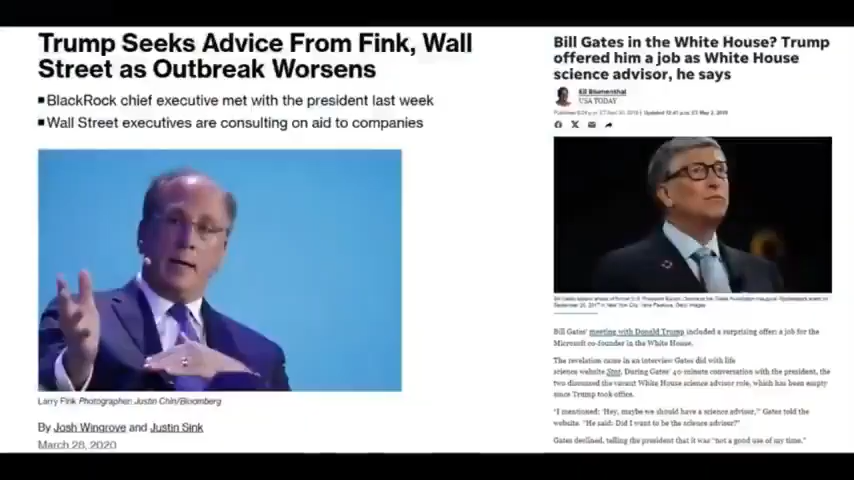 Trump Seeks Advice From Fink, Wall
Street as Outbreak Worsens
■BlackRock chief executive met with the president last week
■Wall Street executives are consulting on aid to companies
Larry Fink Photographer: Justin Chin/Bloomberg
By Josh Wingrove and Justin Sink
March 28, 2020
Bill Gates in the White House? Trump
offered him a job as White House
science advisor, he says
USA TODAY
Bill Gates' meeting with Donald Trump included a surprising offer: a job for the
Microsoft co-founder in the White House.
The revelation came in an interview Gates did with life
science website Stat. During Gates' 40-minute conversation with the president, the
two discussed the vacant White House science advisor role, which has been empty
since Trump took office.
"I mentioned: 'Hey, maybe we should have a science advisor,'" Gates told the
website. "He said: Did I want to be the science advisor?"
Gates declined, telling the president that it was "not a good use of my time."